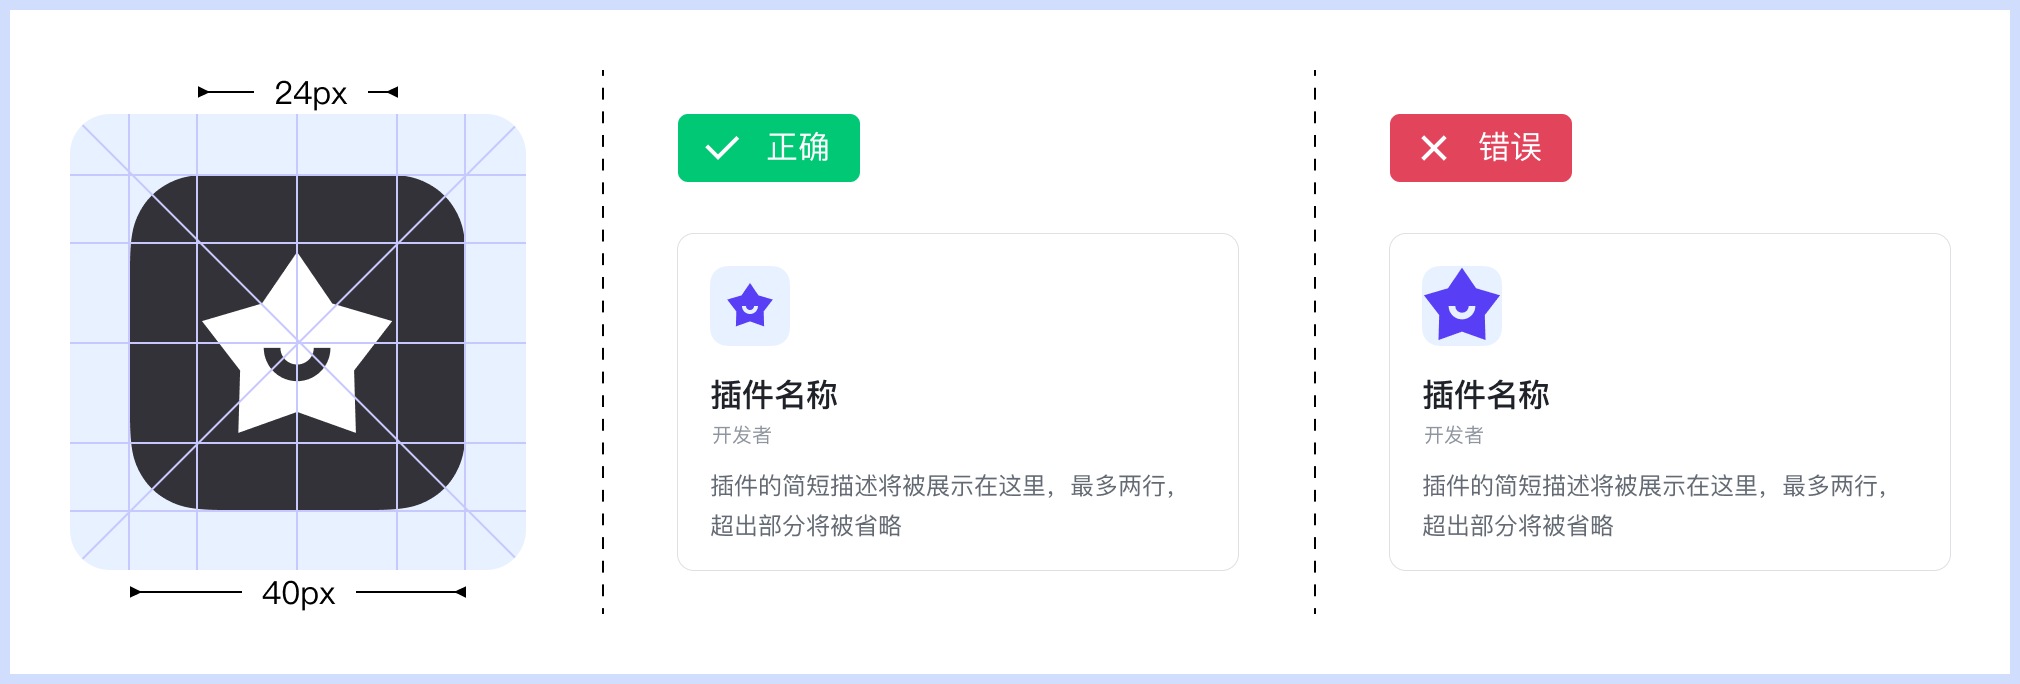 24px
40px
正确
插件名称
开发者
插件的简短描述将被展示在这里，最多两行，
超出部分将被省略
错误
插件名称
开发者
插件的简短描述将被展示在这里，最多两行，
超出部分将被省略